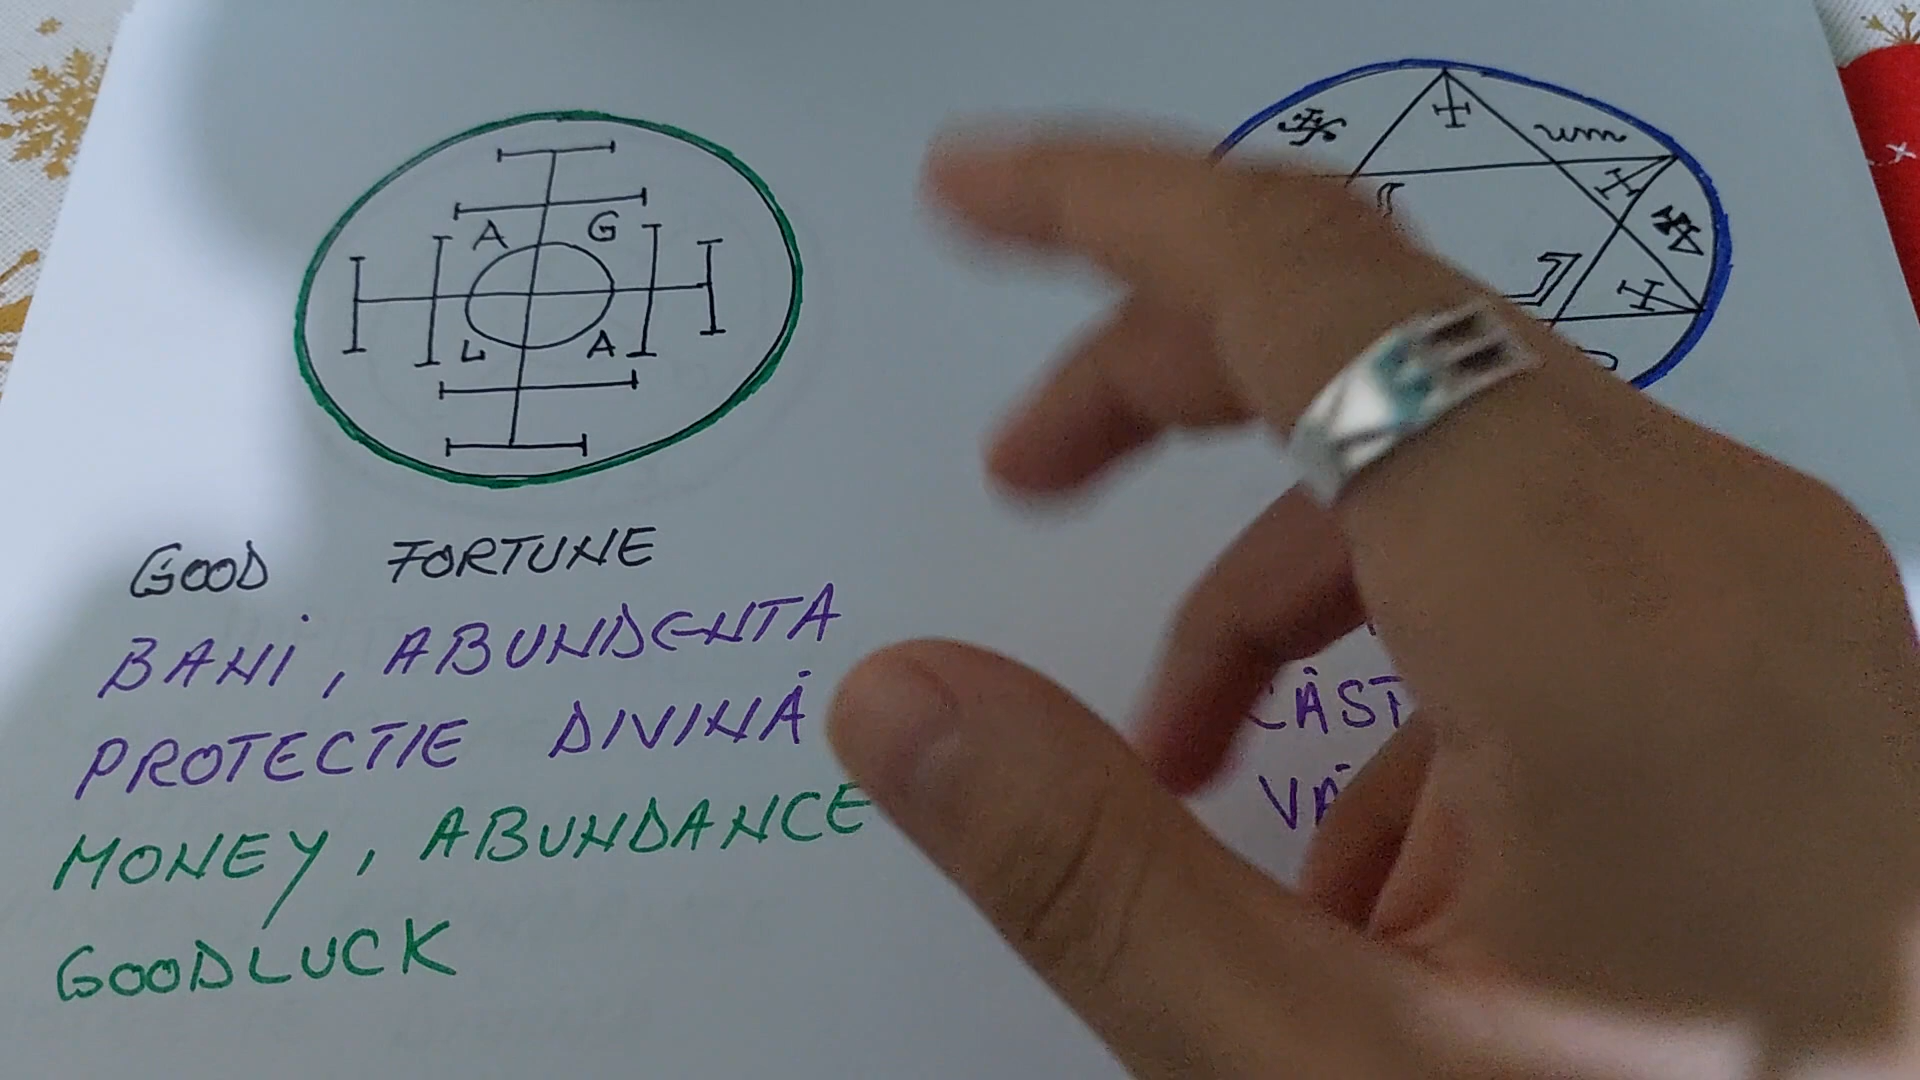 A G
L A
GOOD FORTUNE
BANI, ABUNDENTA
PROTECTIE DIVINĂ
MONEY, ABUNDANCE
GOODLUCK